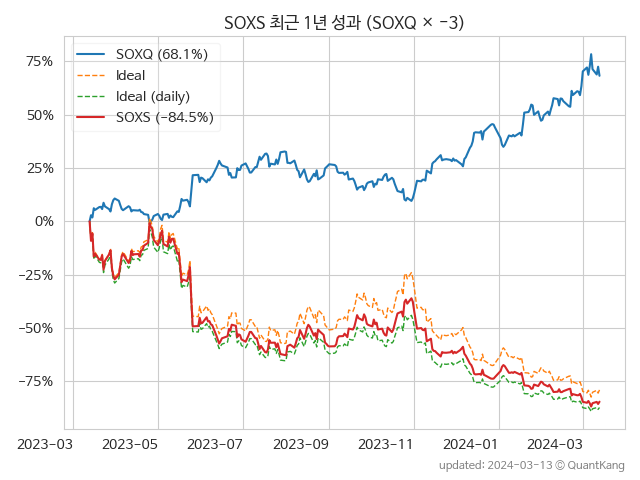 SOXS 최근 1년 성과 (SOXQ × -3)
SOXQ (68.1%)
Ideal
Ideal (daily)
SOXS (−84.5%)
75%
50%
25%
0%
−25%
−50%
−75%
2023-03 2023-05 2023-07 2023-09 2023-11 2024-01 2024-03
updated: 2024-03-13 ⓒ QuantKang